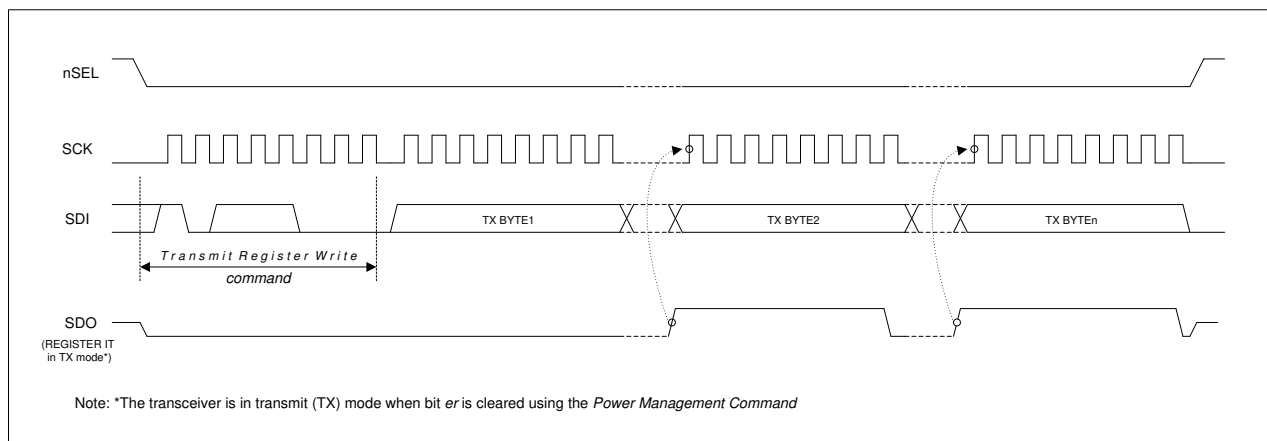 nSEL
SCK
SDI
TX BYTE1
TX BYTE2
TX BYTEn
Transmit Register Write
command
SDO
(REGISTER IT
in TX mode*)
Note: *The transceiver is in transmit (TX) mode when bit er is cleared using the Power Management Command